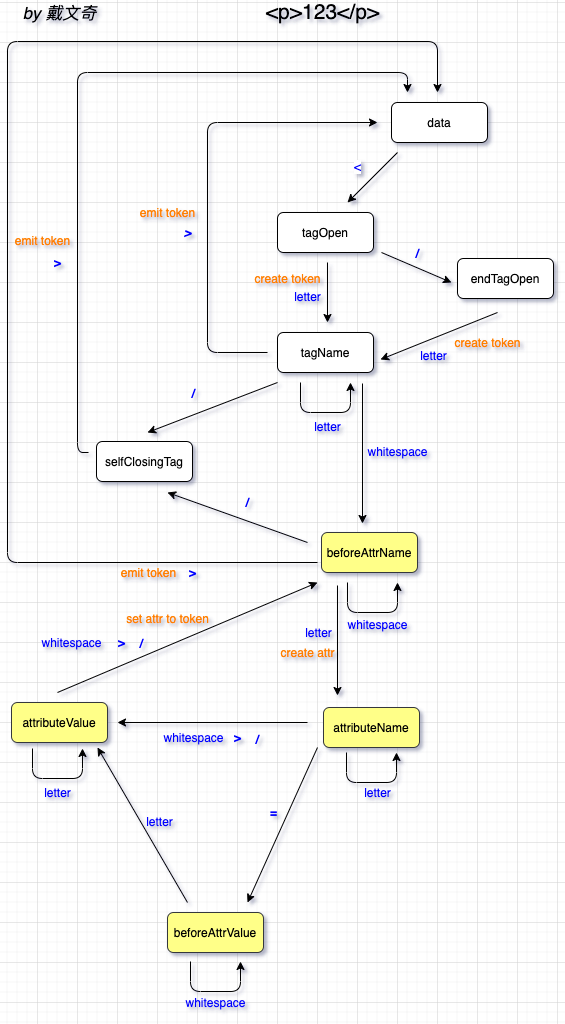 by 戴文奇
<p>123</p>
data
<
emit token
>
tagOpen
emit token
>
/
endTagOpen
create token
letter
create token
letter
tagName
/
letter
whitespace
selfClosingTag
/
beforeAttrName
emit token >
set attr to token
whitespace > /
letter
create attr
whitespace
attributeValue
attributeName
whitespace > /
letter
letter
=
letter
beforeAttrValue
whitespace